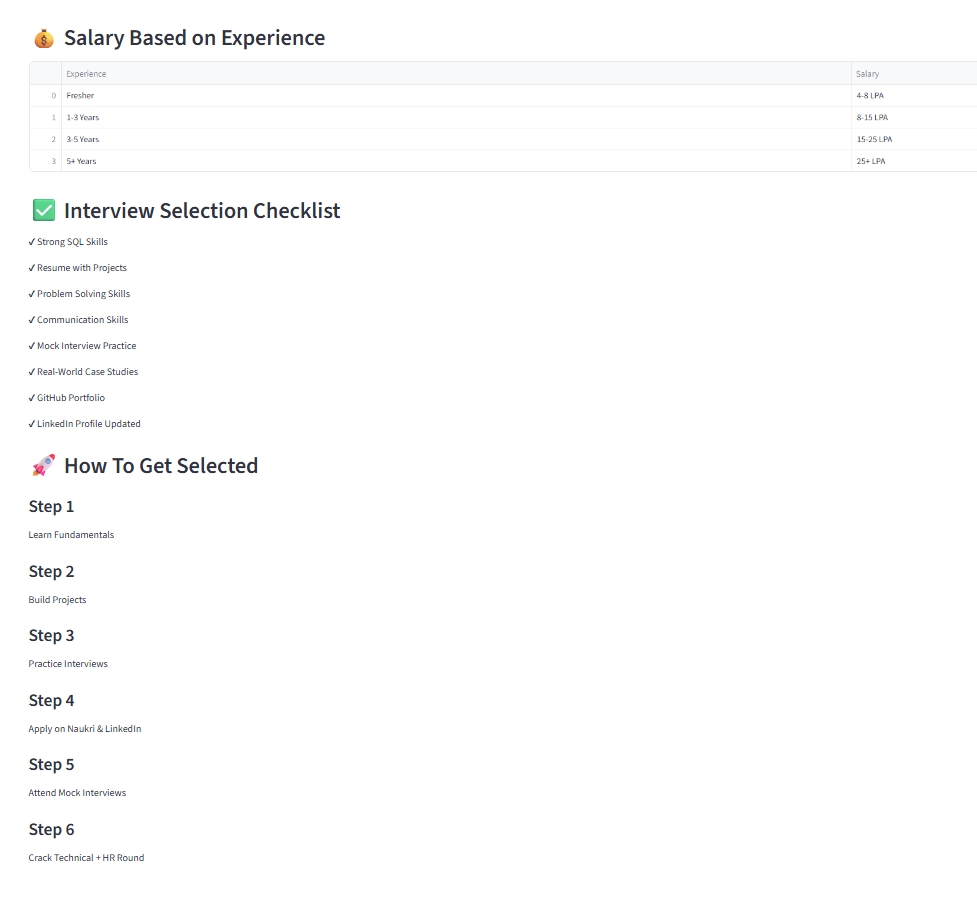 💰 Salary Based on Experience
Experience Salary
0 Fresher 4-8 LPA
1 1-3 Years 8-15 LPA
2 3-5 Years 15-25 LPA
3 5+ Years 25+ LPA
✅ Interview Selection Checklist
✓ Strong SQL Skills
✓ Resume with Projects
✓ Problem Solving Skills
✓ Communication Skills
✓ Mock Interview Practice
✓ Real-World Case Studies
✓ GitHub Portfolio
✓ LinkedIn Profile Updated
🚀 How To Get Selected
Step 1
Learn Fundamentals
Step 2
Build Projects
Step 3
Practice Interviews
Step 4
Apply on Naukri & LinkedIn
Step 5
Attend Mock Interviews
Step 6
Crack Technical + HR Round